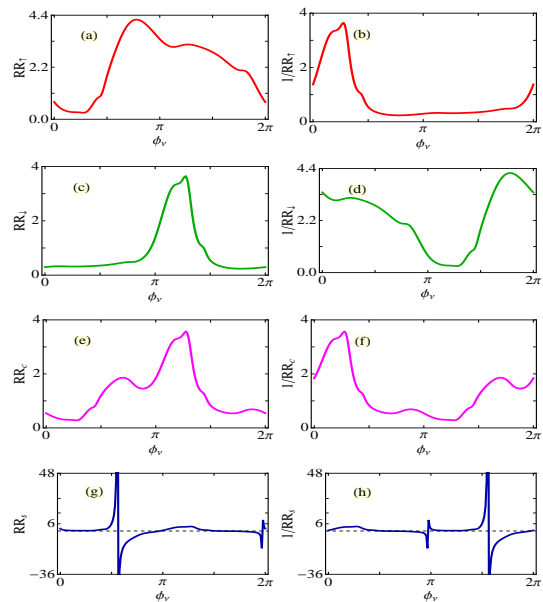 4.4
(a)
RR↑
2.2
0.0
0
π
2π
ϕν
4
(b)
1/RR↑
2
0
0
π
2π
ϕν
4
(c)
RR↓
2
0
0
π
2π
ϕν
4.4
(d)
1/RR↓
2.2
0.0
0
π
2π
ϕν
4
(e)
RRc
2
0
0
π
2π
ϕν
4
(f)
1/RRc
2
0
0
π
2π
ϕν
48
(g)
RRs
6
−36
0
π
2π
ϕν
48
(h)
1/RRs
6
−36
0
π
2π
ϕν